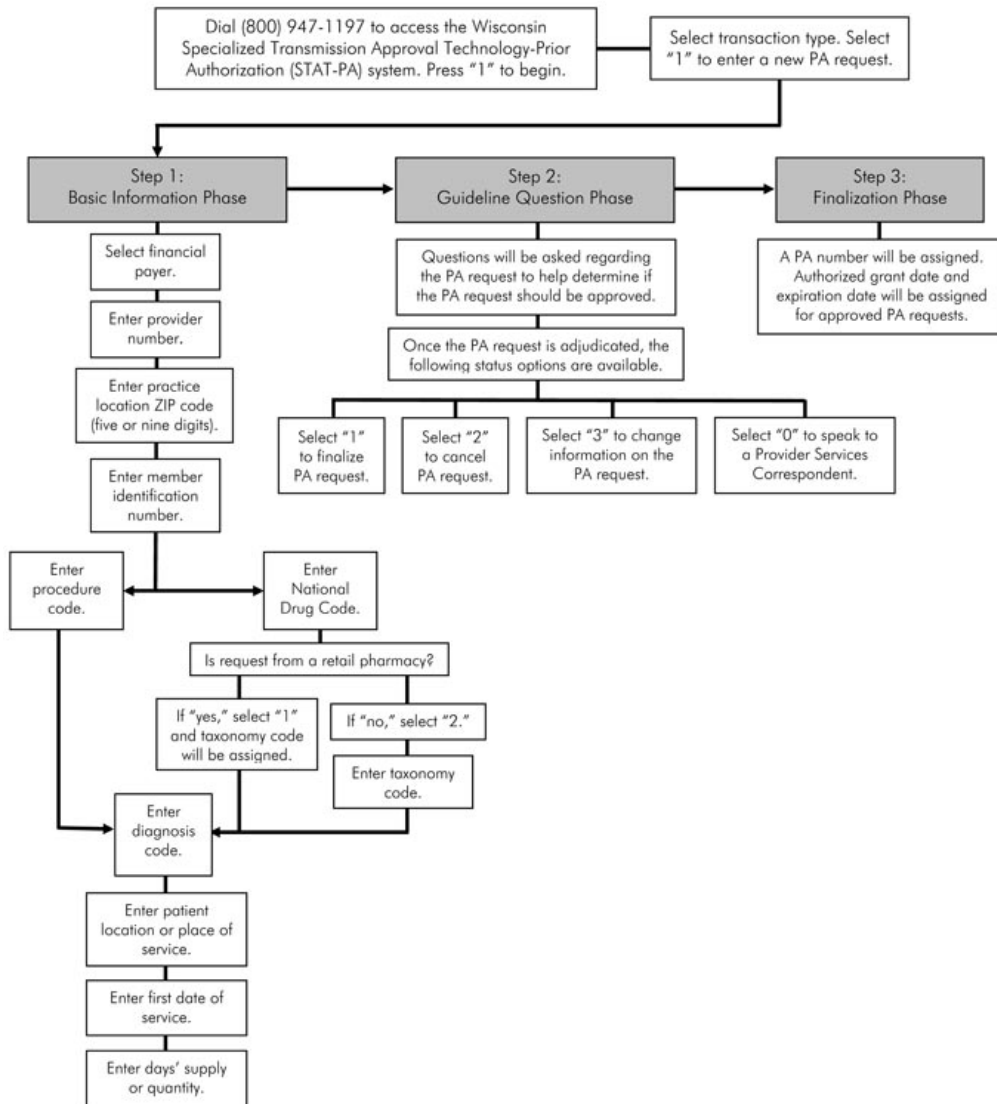 Dial (800) 947-1197 to access the Wisconsin
Specialized Transmission Approval Technology-Prior
Authorization (STAT-PA) system. Press "1" to begin.
Select transaction type. Select
"1" to enter a new PA request.
Step 1:
Basic Information Phase
Step 2:
Guideline Question Phase
Step 3:
Finalization Phase
Select financial
payer.
Enter provider
number.
Enter practice
location ZIP code
(five or nine digits).
Enter member
identification
number.
Questions will be asked regarding
the PA request to help determine if
the PA request should be approved.
Once the PA request is adjudicated, the
following status options are available.
Select "1"
to finalize
PA request.
Select "2"
to cancel
PA request.
Select "3" to change
information on the
PA request.
Select "0" to speak to
a Provider Services
Correspondent.
A PA number will be assigned.
Authorized grant date and
expiration date will be assigned
for approved PA requests.
Enter
procedure
code.
Enter
National
Drug Code.
Is request from a retail pharmacy?
If "yes," select "1"
and taxonomy code
will be assigned.
If "no," select "2."
Enter taxonomy
code.
Enter
diagnosis
code.
Enter patient
location or place of
service.
Enter first date of
service.
Enter days' supply
or quantity.